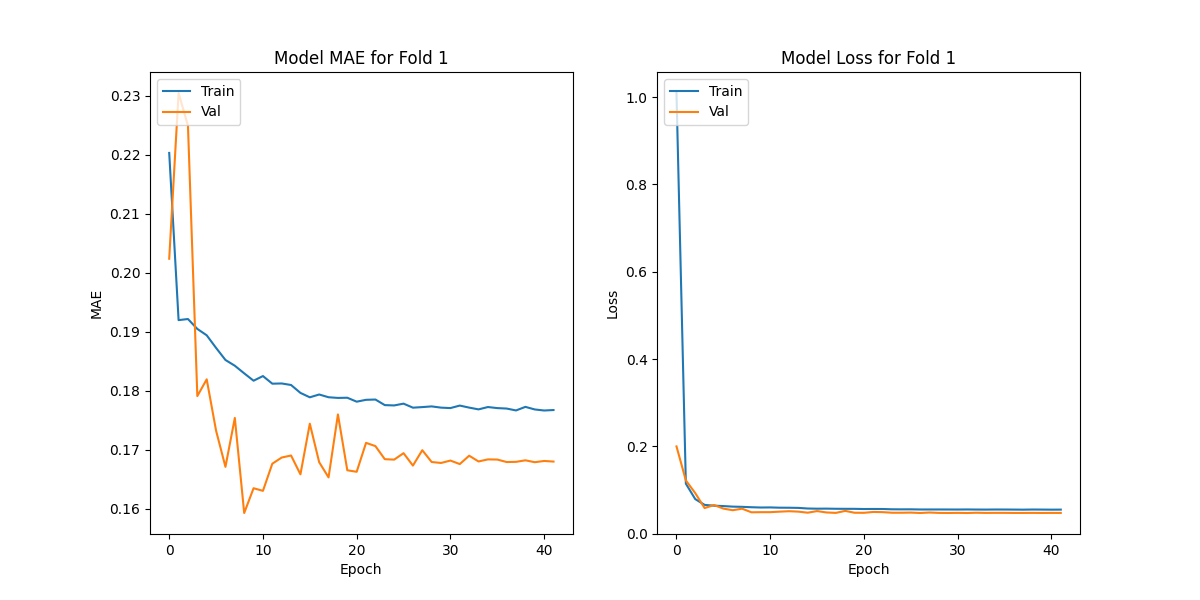 Model MAE for Fold 1
Train
Val
0.23
0.22
0.21
0.20
0.19
0.18
0.17
0.16
MAE
0 10 20 30 40
Epoch
Model Loss for Fold 1
Train
Val
1.0
0.8
0.6
0.4
0.2
0.0
Loss
0 10 20 30 40
Epoch